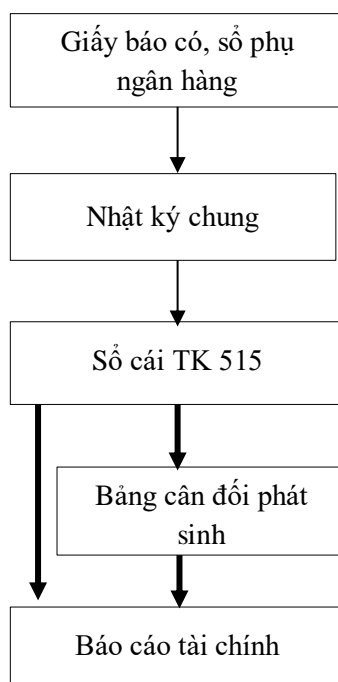 Giấy báo có, sổ phụ
ngân hàng
Nhật ký chung
Sổ cái TK 515
Bảng cân đối phát
sinh
Báo cáo tài chính